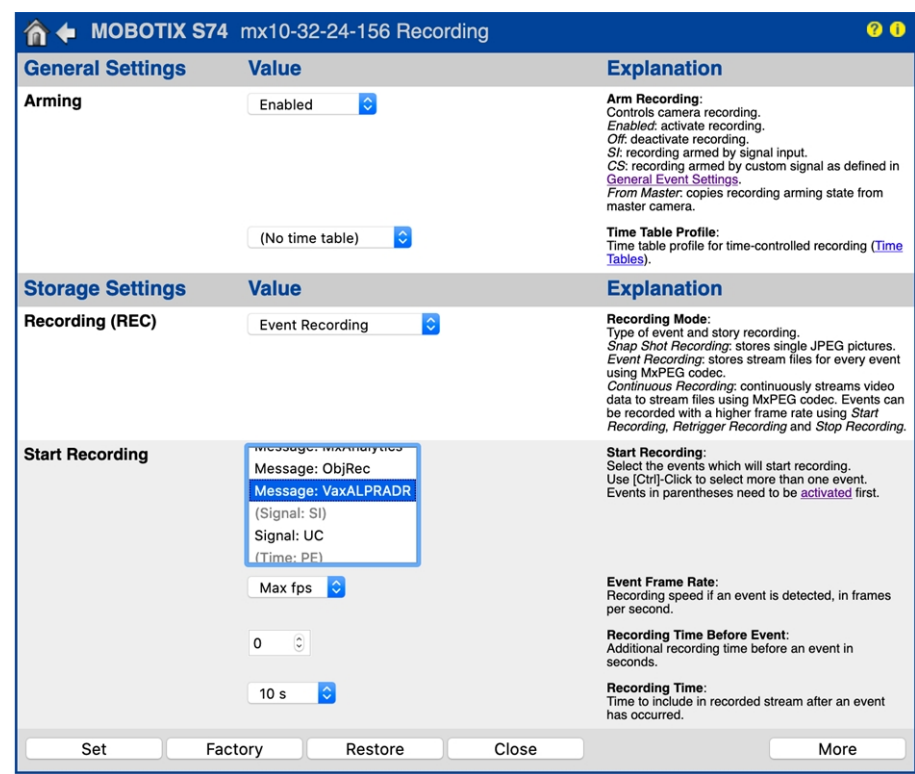 MOBOTIX S74 mx10-32-24-156 Recording
General Settings Value Explanation
Arming
Enabled
Arm Recording:
Controls camera recording.
Enabled: activate recording.
Off: deactivate recording.
SI: recording armed by signal input.
CS: recording armed by custom signal as defined in
General Event Settings.
From Master: copies recording arming state from
master camera.
(No time table)
Time Table Profile:
Time table profile for time-controlled recording (Time
Tables).
Storage Settings Value Explanation
Recording (REC)
Event Recording
Recording Mode:
Type of event and story recording.
Snap Shot Recording: stores single JPEG pictures.
Event Recording: stores stream files for every event
using MxPEG codec.
Continuous Recording: continuously streams video
data to stream files using MxPEG codec. Events can
be recorded with a higher frame rate using Start
Recording, Retrigger Recording and Stop Recording.
Start Recording
Message: MxAnalytics
Message: ObjRec
Message: VaxALPRADR
(Signal: SI)
Signal: UC
(Time: PE)
Start Recording:
Select the events which will start recording.
Use [Ctrl]-Click to select more than one event.
Events in parentheses need to be activated first.
Max fps
Event Frame Rate:
Recording speed if an event is detected, in frames
per second.
0
Recording Time Before Event:
Additional recording time before an event in
seconds.
10 s
Recording Time:
Time to include in recorded stream after an event
has occurred.
Set Factory Restore Close More